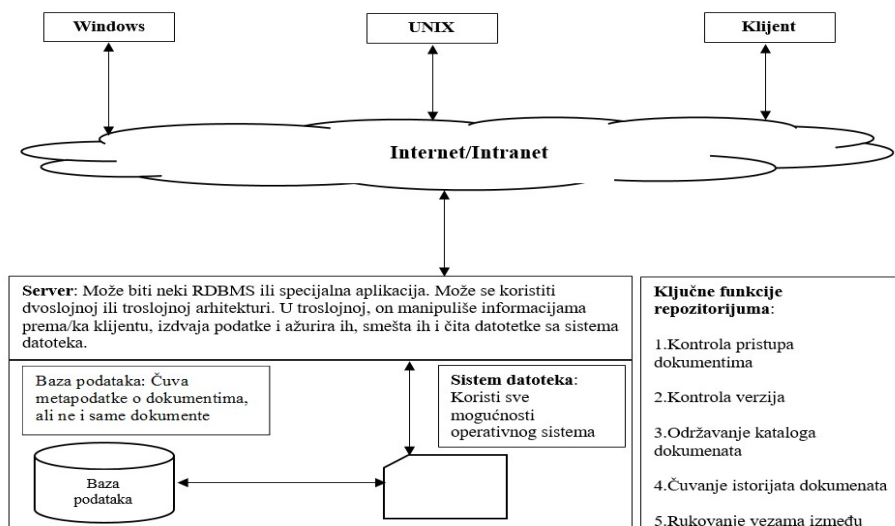 Windows
UNIX
Klijent
Internet/Intranet
Server: Može biti neki RDBMS ili specijalna aplikacija. Može se koristiti
dvoslojnoj ili troslojnoj arhitekturi. U troslojnoj, on manipuliše informacijama
prema/ka klijentu, izdvaja podatke i ažurira ih, smešta ih i čita datotetke sa sistema
datoteka.
Baza podataka: Čuva
metapodatke o dokumentima,
ali ne i same dokumente
Sistem datoteka:
Koristi sve
mogućnosti
operativnog sistema
Baza
podataka
Ključne funkcije
repozitorijuma:
1.Kontrola pristupa
dokumentima
2.Kontrola verzija
3.Održavanje kataloga
dokumenata
4.Čuvanje istorijata dokumenata
5.Rukovanje vezama između